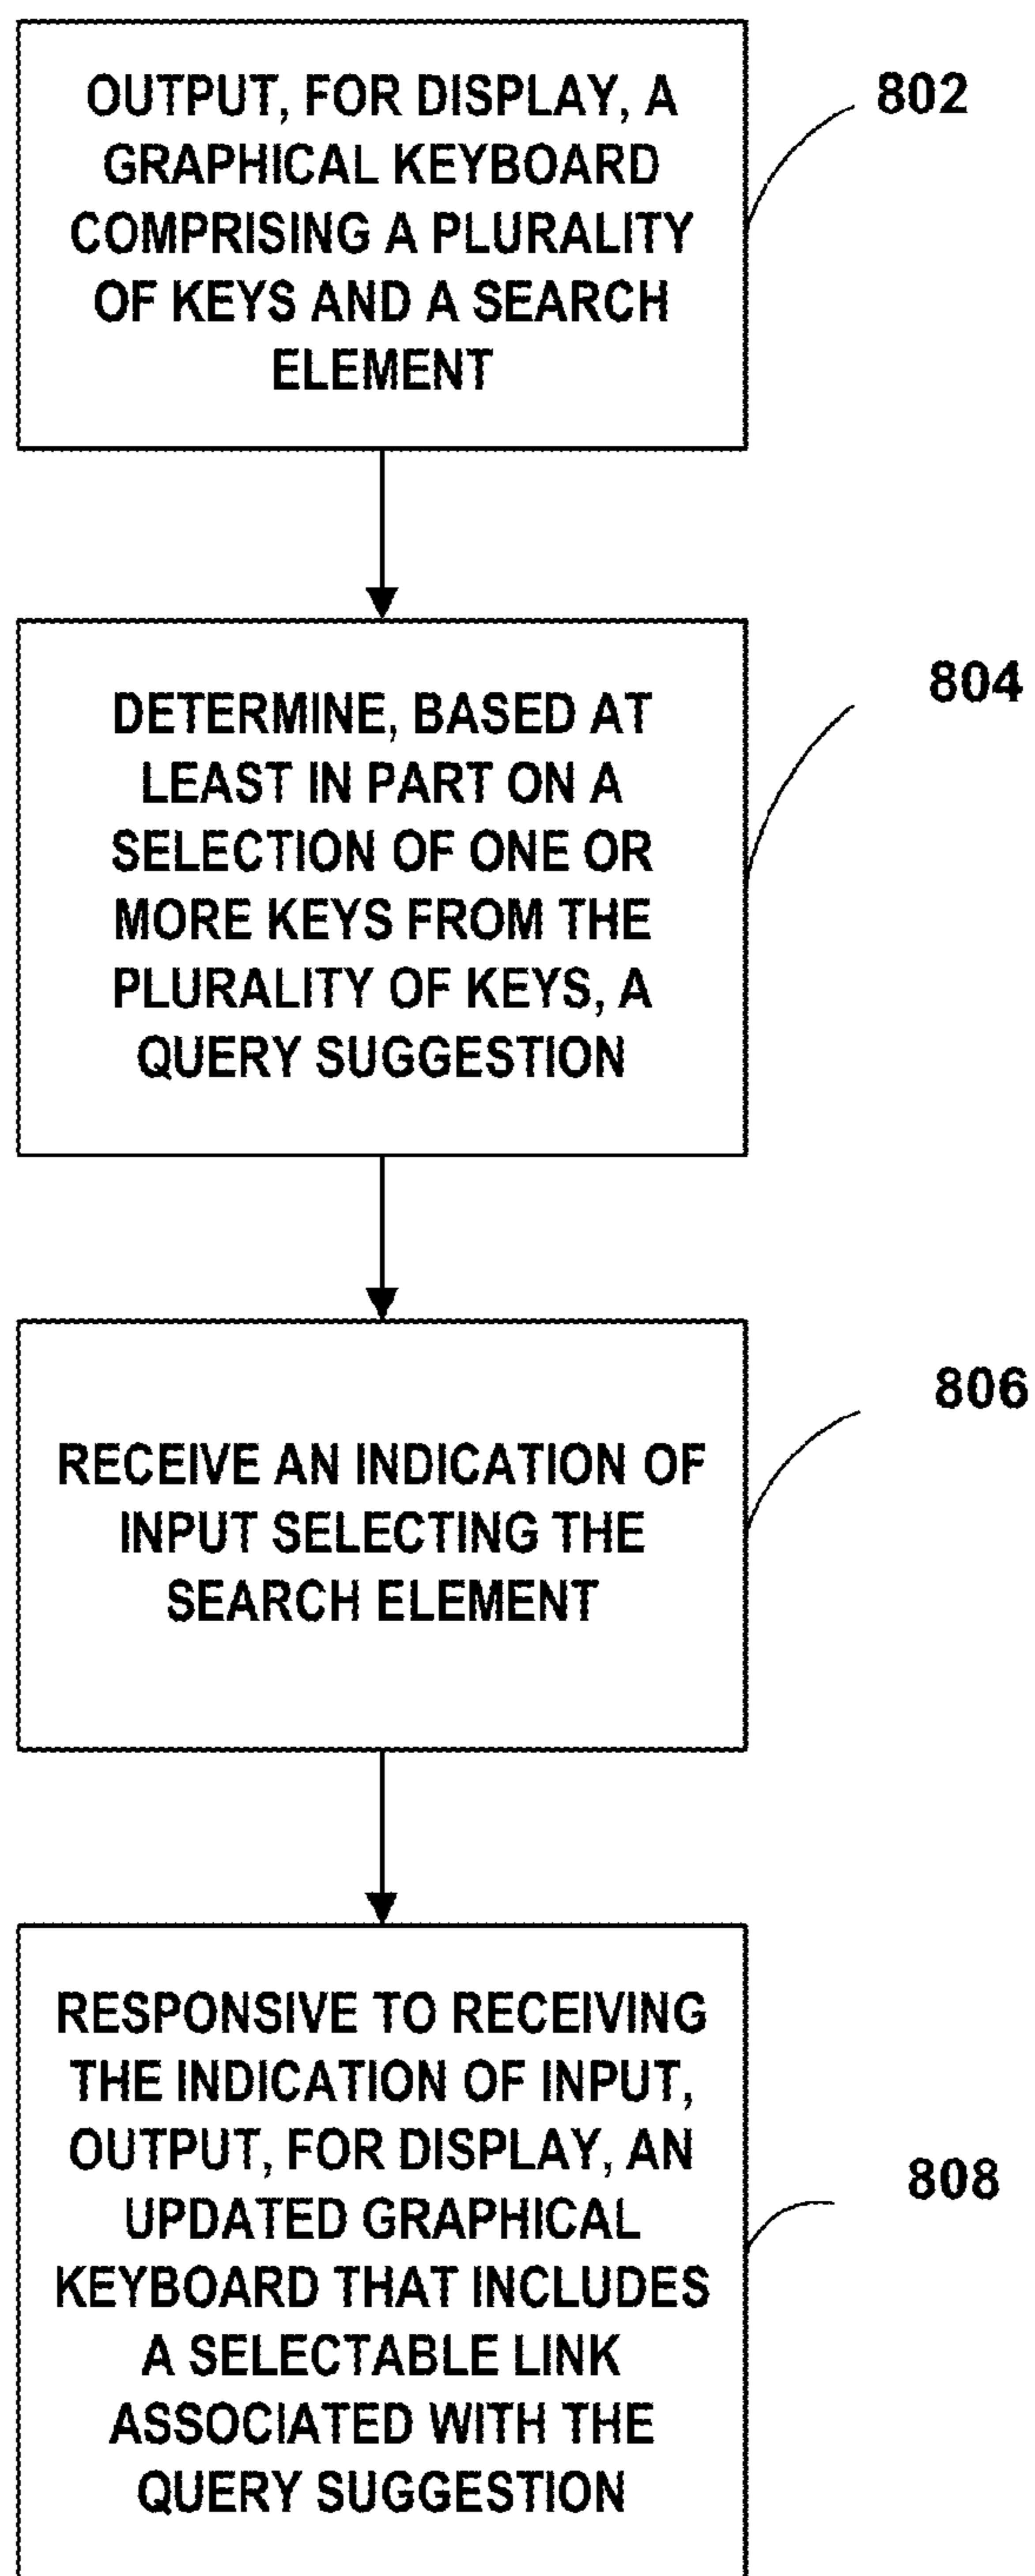 OUTPUT, FOR DISPLAY, A
GRAPHICAL KEYBOARD
COMPRISING A PLURALITY
OF KEYS AND A SEARCH
ELEMENT
802
DETERMINE, BASED AT
LEAST IN PART ON A
SELECTION OF ONE OR
MORE KEYS FROM THE
PLURALITY OF KEYS, A
QUERY SUGGESTION
804
RECEIVE AN INDICATION OF
INPUT SELECTING THE
SEARCH ELEMENT
806
RESPONSIVE TO RECEIVING
THE INDICATION OF INPUT,
OUTPUT, FOR DISPLAY, AN
UPDATED GRAPHICAL
KEYBOARD THAT INCLUDES
A SELECTABLE LINK
ASSOCIATED WITH THE
QUERY SUGGESTION
808